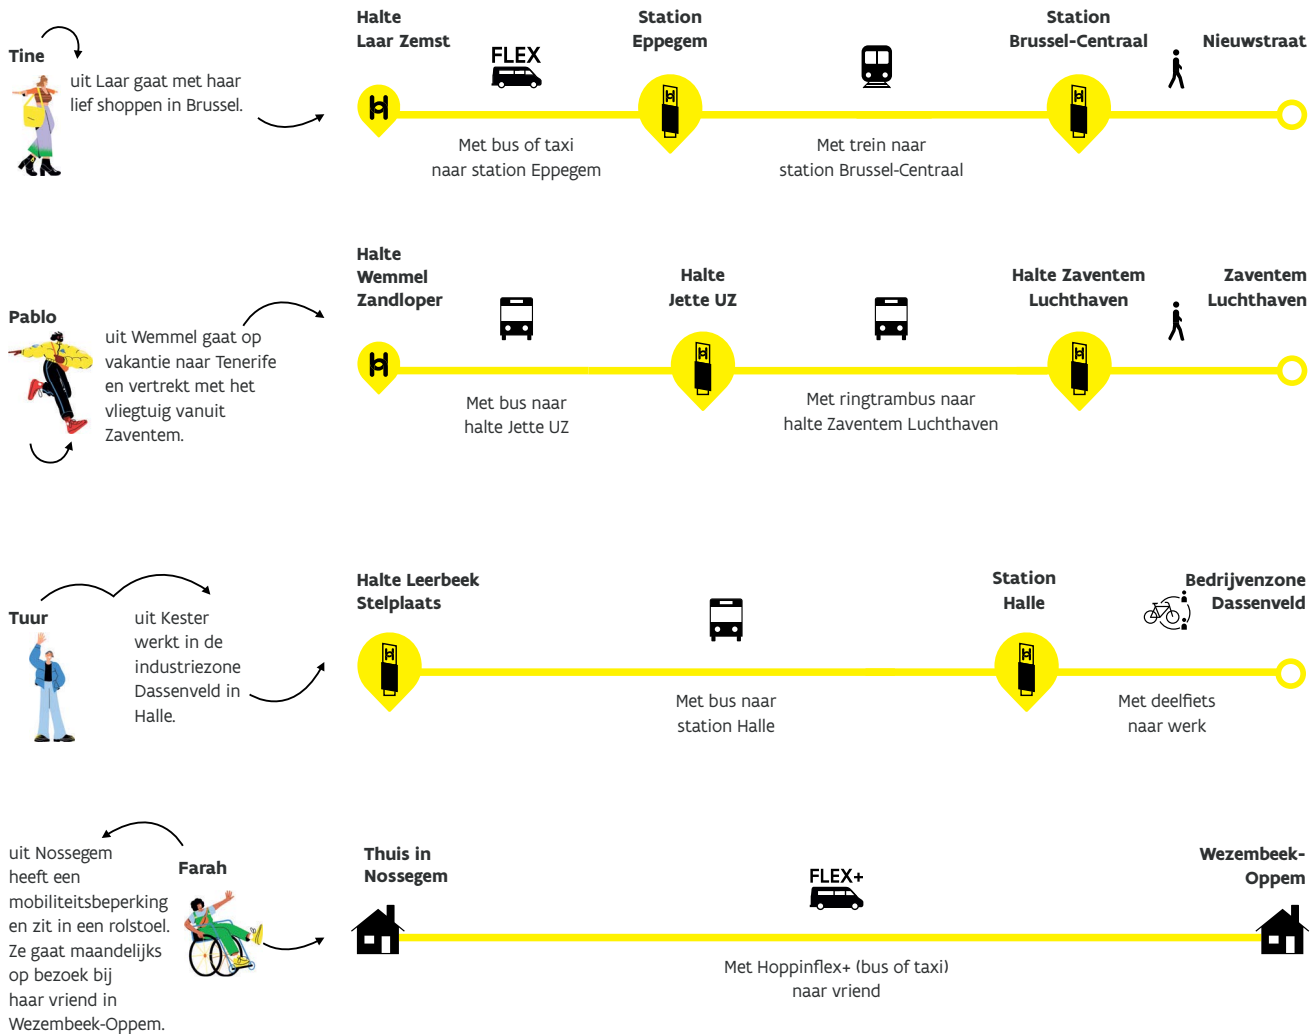 Tine
uit Laar gaat met haar
lief shoppen in Brussel.
Halte
Laar Zemst
FLEX
Met bus of taxi
naar station Eppegem
Station
Eppegem
Met trein naar
station Brussel-Centraal
Station
Brussel-Centraal
Nieuwstraat
Pablo
uit Wemmel gaat op
vakantie naar Tenerife
en vertrekt met het
vliegtuig vanuit
Zaventem.
Halte
Wemmel
Zandloper
Met bus naar
halte Jette UZ
Halte
Jette UZ
Met ringtrambus naar
halte Zaventem Luchthaven
Halte Zaventem
Luchthaven
Zaventem
Luchthaven
Tuur
uit Kester
werkt in de
industriezone
Dassenveld in
Halle.
Halte Leerbeek
Stelplaats
Met bus naar
station Halle
Station
Halle
Met deelfiets
naar werk
Bedrijvenzone
Dassenveld
Farah
uit Nossegem
heeft een
mobiliteitsbeperking
en zit in een rolstoel.
Ze gaat maandelijks
op bezoek bij
haar vriend in
Wezembeek-Oppem.
Thuis in
Nossegem
FLEX+
Met Hoppinflex+ (bus of taxi)
naar vriend
Wezembeek-
Oppem